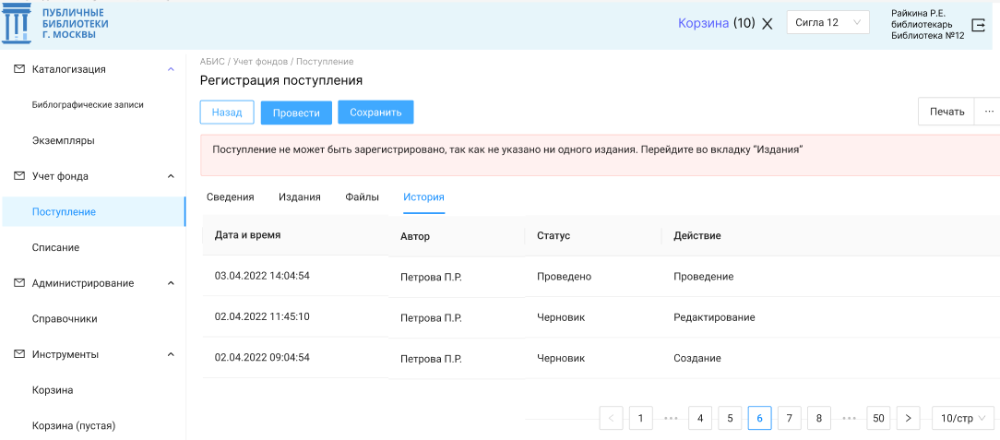 ПУБЛИЧНЫЕ
БИБЛИОТЕКИ
Г. МОСКВЫ
Корзина (10)
Сигла 12
Райкина Р.Е.
библиотекарь
Библиотека №12
Каталогизация
Библографические записи
Экземпляры
Учет фонда
Поступление
Списание
Администрирование
Справочники
Инструменты
Корзина
Корзина (пустая)
АБИС / Учет фондов / Поступление
Регистрация поступления
Назад Провести Сохранить
Печать ...
Поступление не может быть зарегистрировано, так как не указано ни одного издания. Перейдите во вкладку “Издания”
Сведения Издания Файлы История
Дата и время Автор Статус Действие
03.04.2022 14:04:54 Петрова П.Р. Проведено Проведение
02.04.2022 11:45:10 Петрова П.Р. Черновик Редактирование
02.04.2022 09:04:54 Петрова П.Р. Черновик Создание
< 1 ••• 4 5 6 7 8 ••• 50 > 10/стр